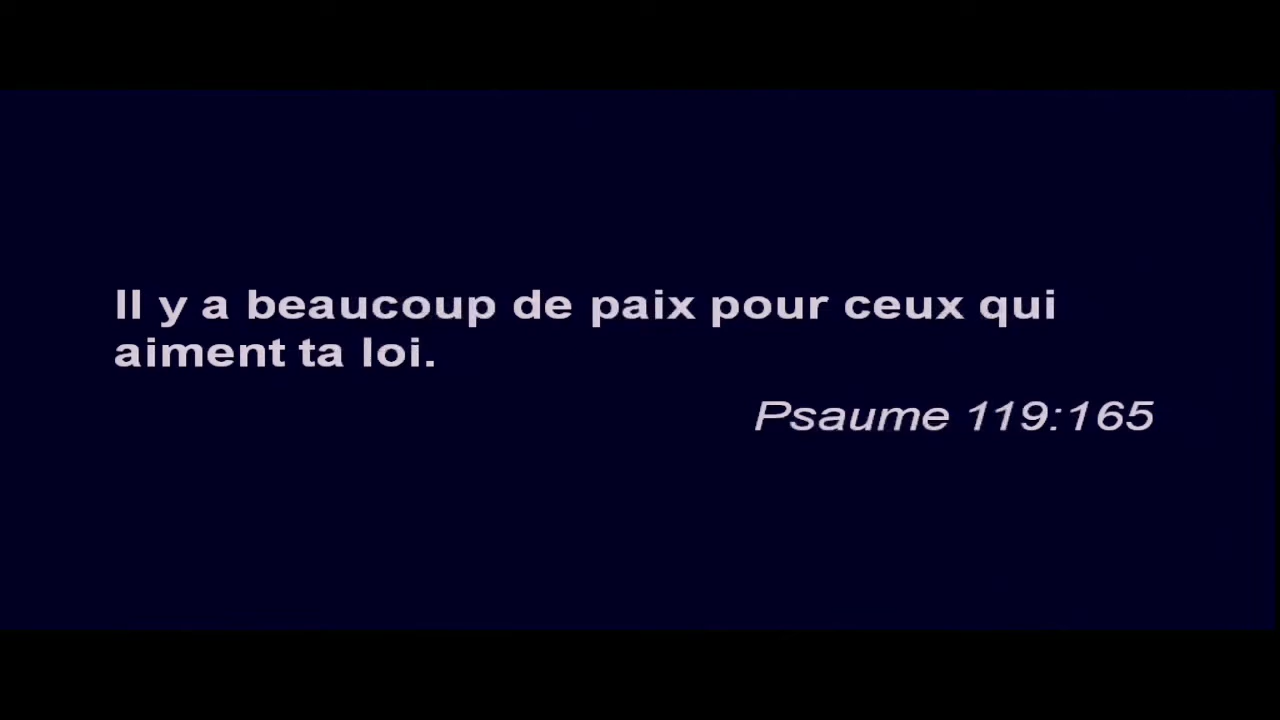 Il y a beaucoup de paix pour ceux qui
aiment ta loi.
Psaume 119:165